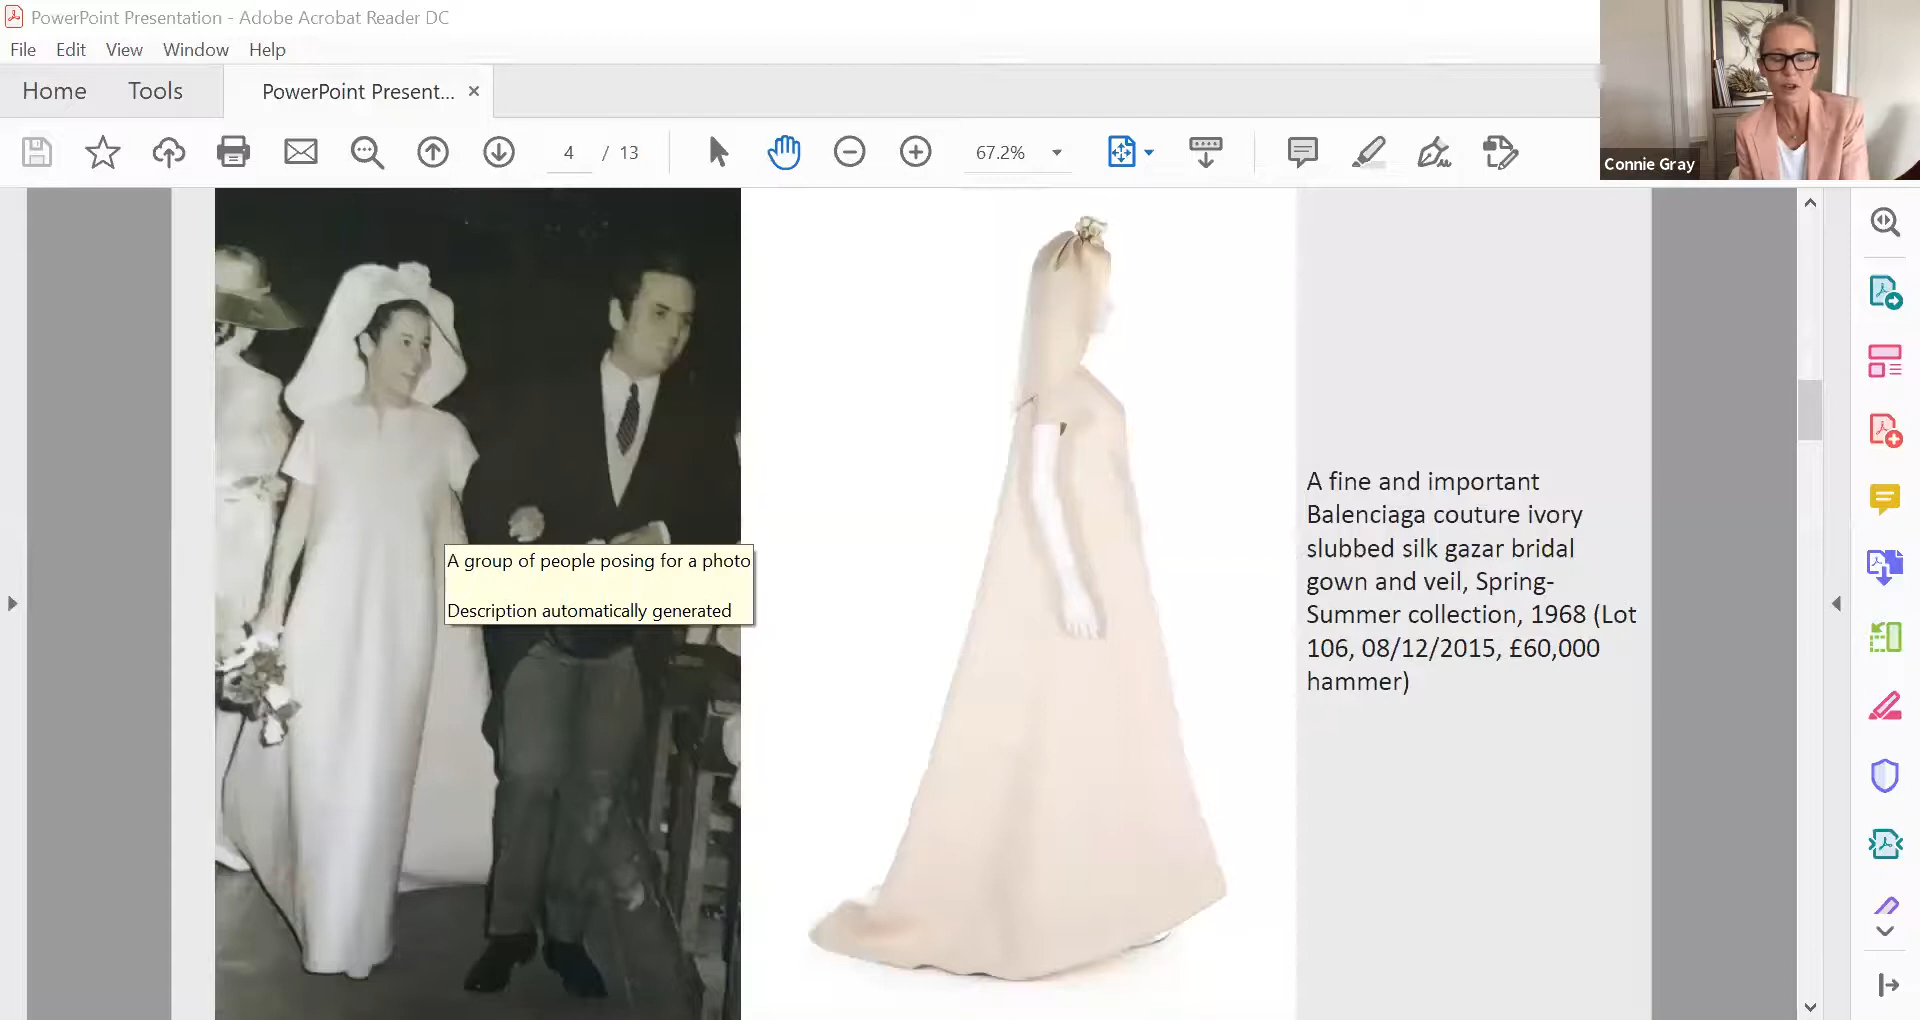 PowerPoint Presentation - Adobe Acrobat Reader DC
File Edit View Window Help
Home Tools PowerPoint Present... ×
4 / 13 67.2%
Connie Gray
A group of people posing for a photo
Description automatically generated
A fine and important
Balenciaga couture ivory
slubbed silk gazar bridal
gown and veil, Spring-
Summer collection, 1968 (Lot
106, 08/12/2015, £60,000
hammer)